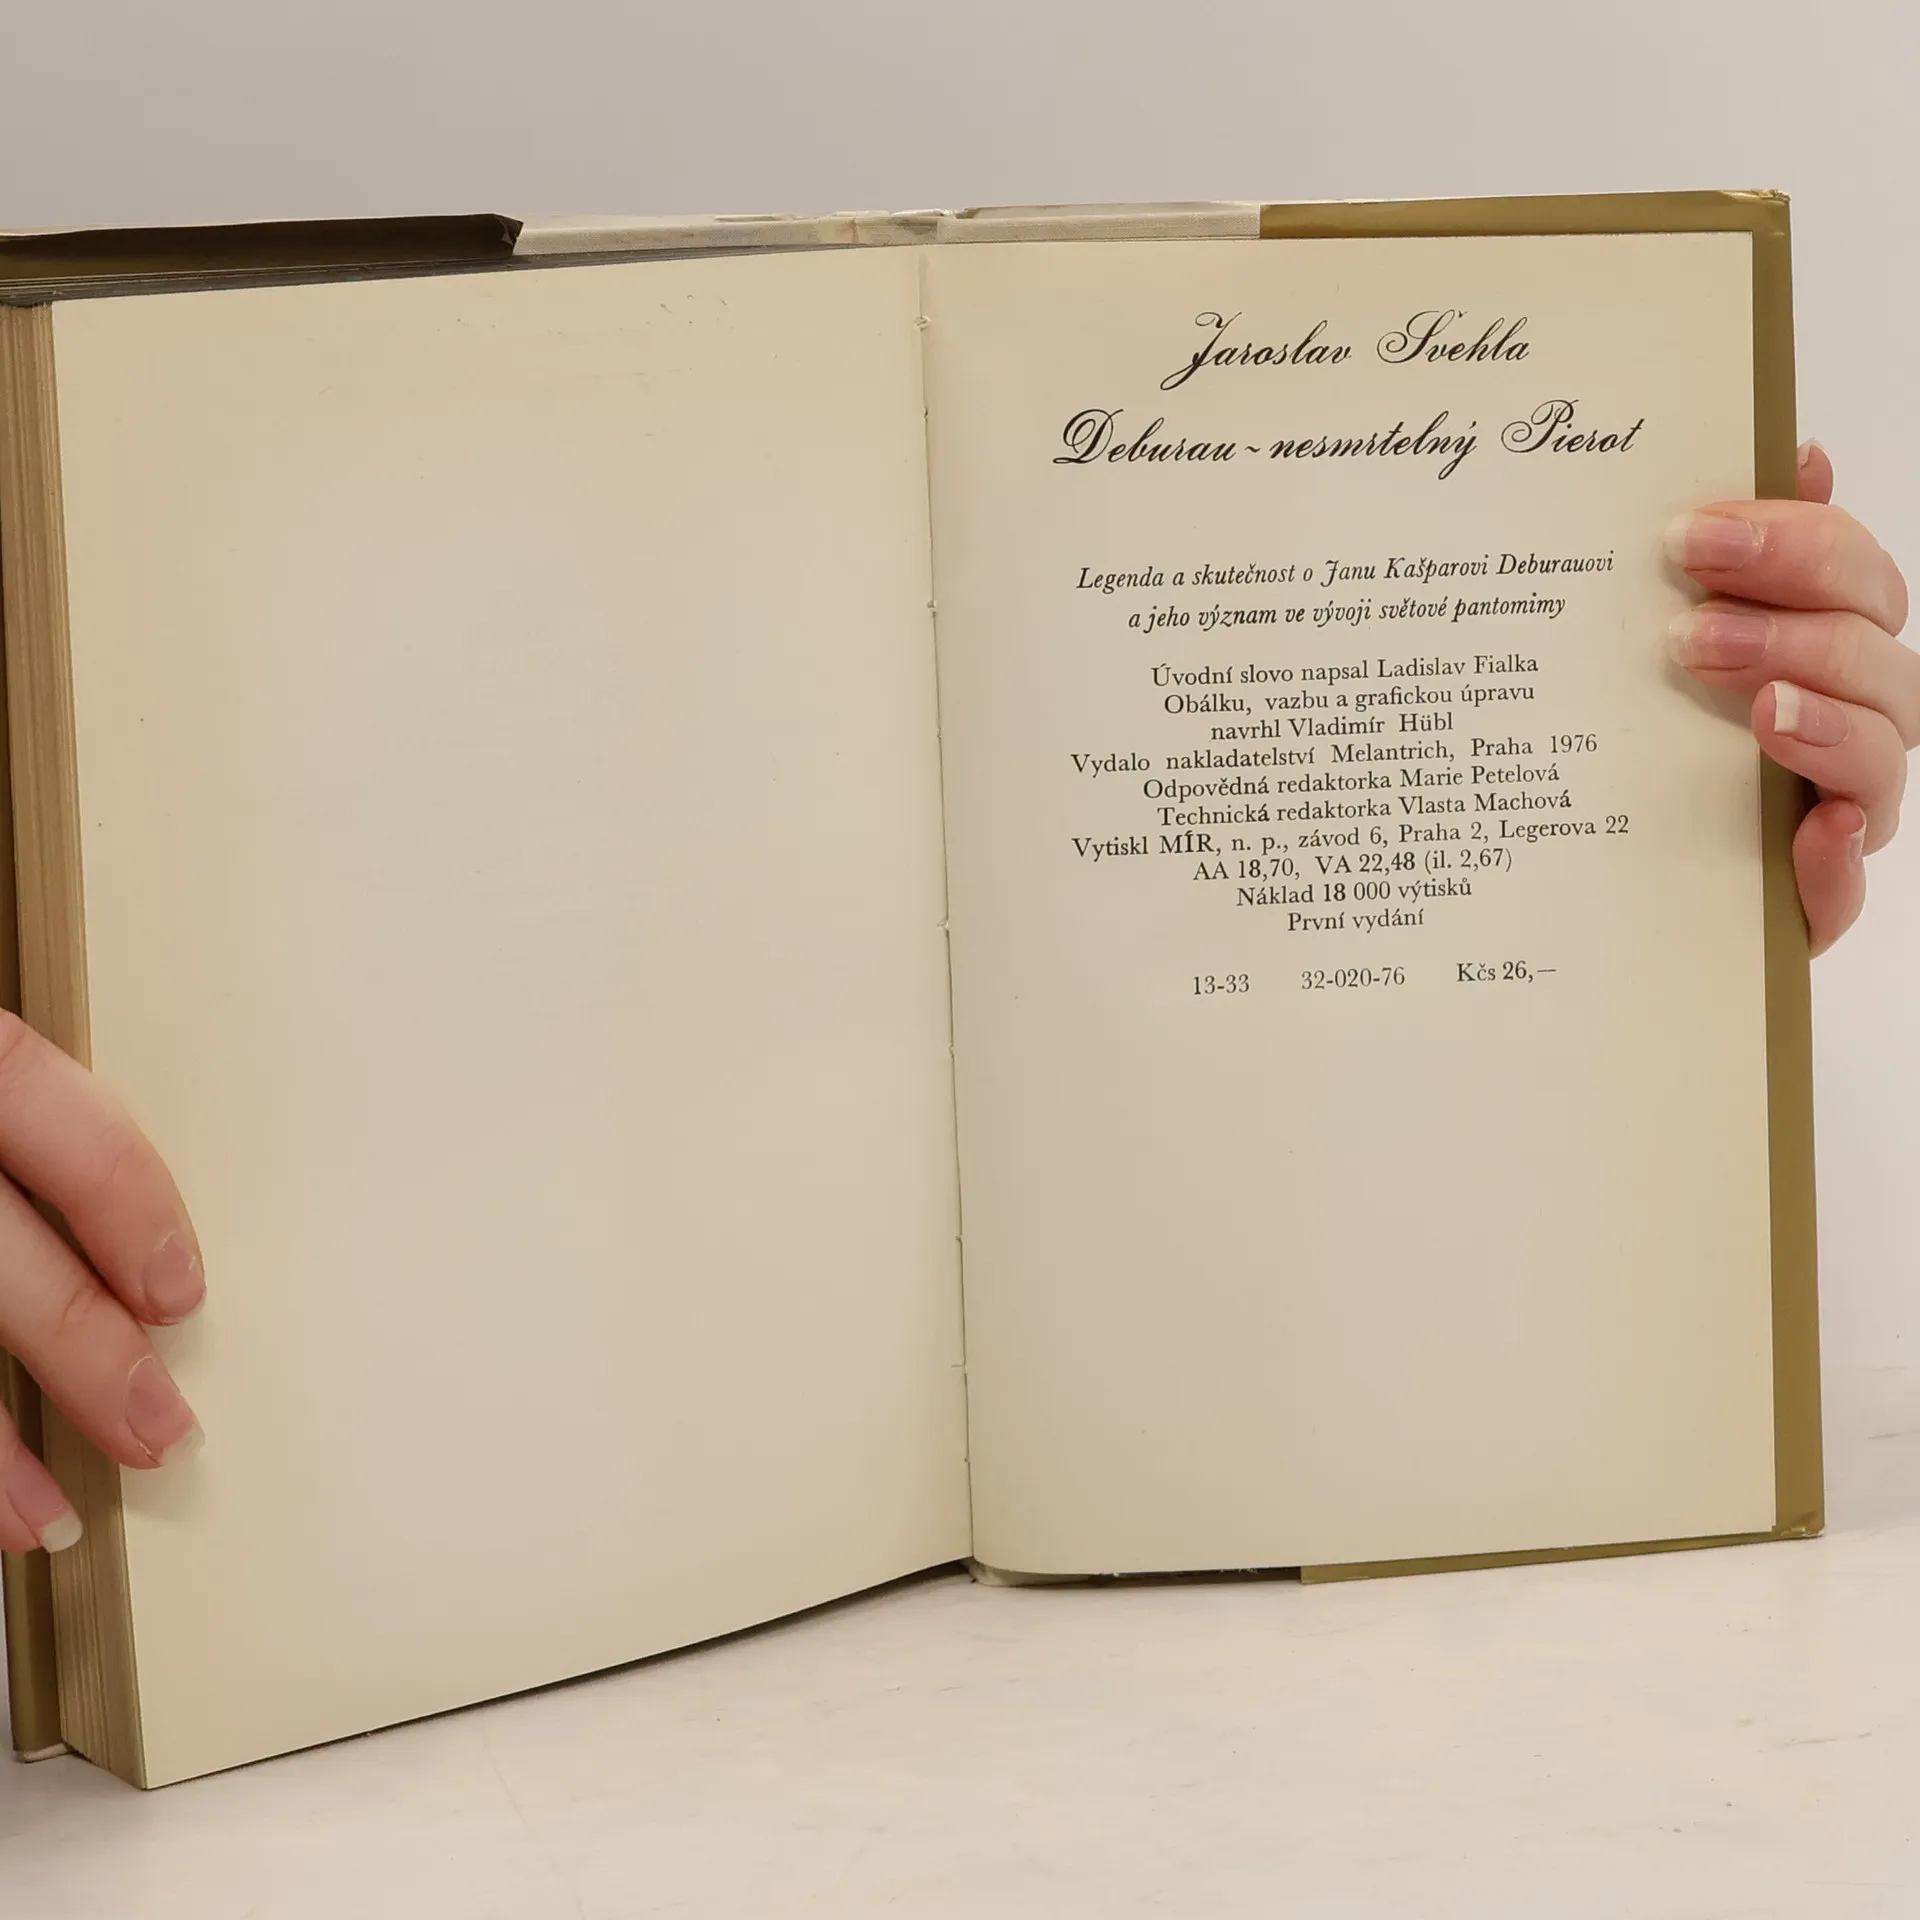 Jaroslav Švehla
Deburau ~ nesmrtelný Pierot
Legenda a skutečnost o Janu Kašparovi Deburauovi
a jeho význam ve vývoji světové pantomimy
Úvodní slovo napsal Ladislav Fialka
Obálku, vazbu a grafickou úpravu
navrhl Vladimír Hübl
Vydalo nakladatelství Melantrich, Praha 1976
Odpovědná redaktorka Marie Petelová
Technická redaktorka Vlasta Machová
Vytiskl MÍR, n. p., závod 6, Praha 2, Legerova 22
AA 18,70, VA 22,48 (il. 2,67)
Náklad 18 000 výtisků
První vydání
13-33 32-020-76 Kčs 26,—